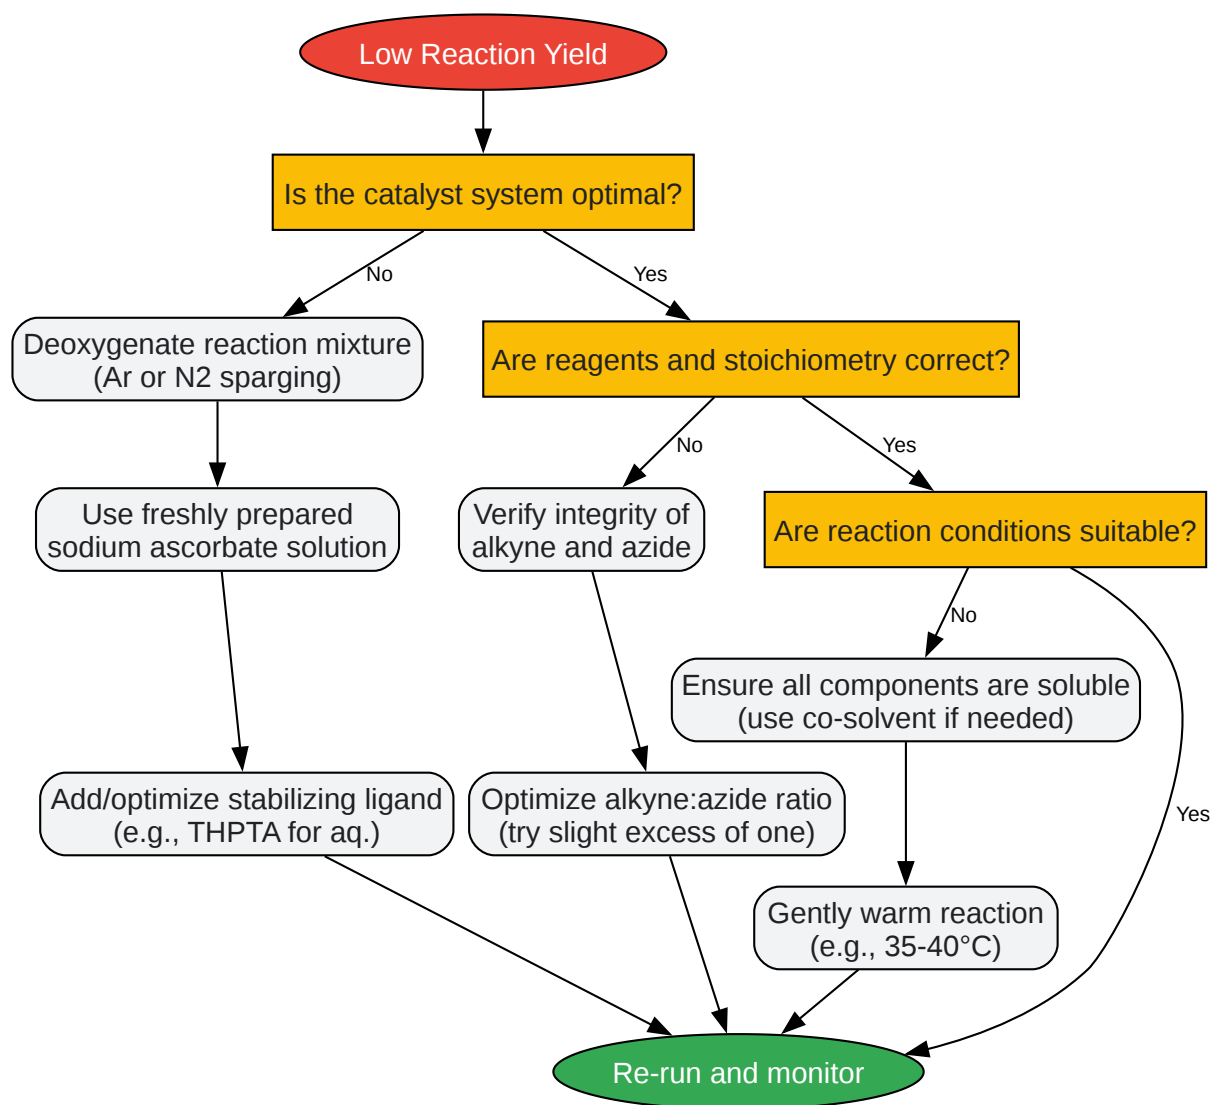 Low Reaction Yield
Is the catalyst system optimal?
No
Yes
Deoxygenate reaction mixture
(Ar or N2 sparging)
Are reagents and stoichiometry correct?
No
Yes
Use freshly prepared
sodium ascorbate solution
Verify integrity of
alkyne and azide
Are reaction conditions suitable?
No
Ensure all components are soluble
(use co-solvent if needed)
Add/optimize stabilizing ligand
(e.g., THPTA for aq.)
Optimize alkyne:azide ratio
(try slight excess of one)
Yes
Gently warm reaction
(e.g., 35-40°C)
Re-run and monitor